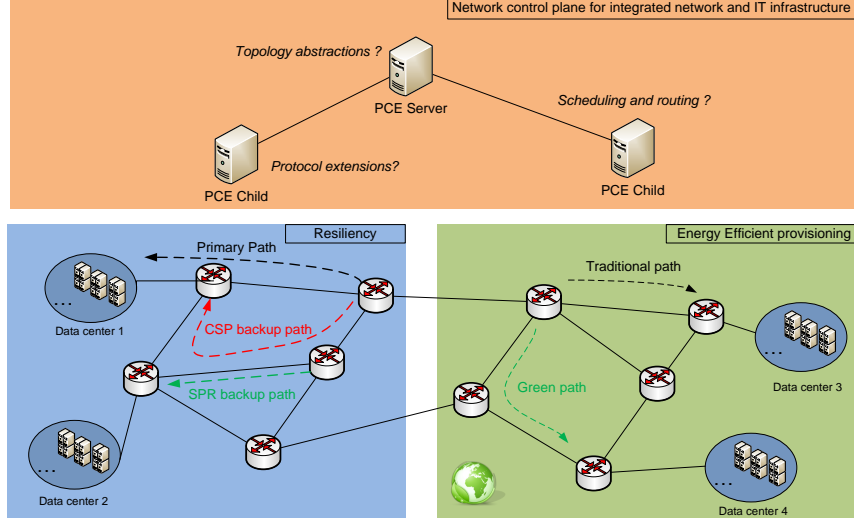 Network control plane for integrated network and IT infrastructure
Topology abstractions ?
PCE Server
Scheduling and routing ?
Protocol extensions?
PCE Child
PCE Child
Resiliency
Energy Efficient provisioning
Primary Path
Traditional path
...
Data center 1
CSP backup path
...
Data center 3
SPR backup path
Green path
...
Data center 2
...
Data center 4